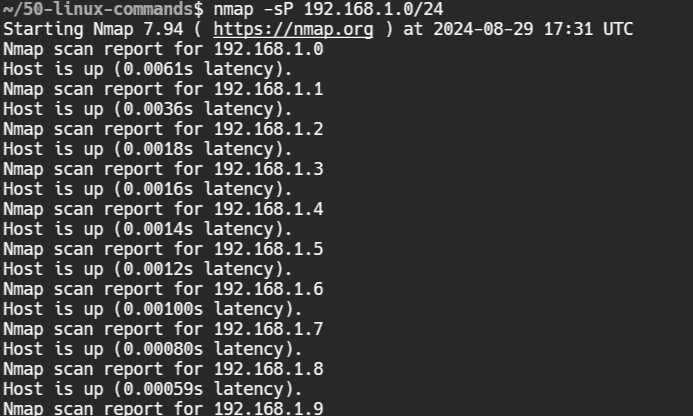 ~/50-linux-commands$ nmap -sP 192.168.1.0/24
Starting Nmap 7.94 ( https://nmap.org ) at 2024-08-29 17:31 UTC
Nmap scan report for 192.168.1.0
Host is up (0.0061s latency).
Nmap scan report for 192.168.1.1
Host is up (0.0036s latency).
Nmap scan report for 192.168.1.2
Host is up (0.0018s latency).
Nmap scan report for 192.168.1.3
Host is up (0.0016s latency).
Nmap scan report for 192.168.1.4
Host is up (0.0014s latency).
Nmap scan report for 192.168.1.5
Host is up (0.0012s latency).
Nmap scan report for 192.168.1.6
Host is up (0.00100s latency).
Nmap scan report for 192.168.1.7
Host is up (0.00080s latency).
Nmap scan report for 192.168.1.8
Host is up (0.00059s latency).
Nmap scan report for 192.168.1.9